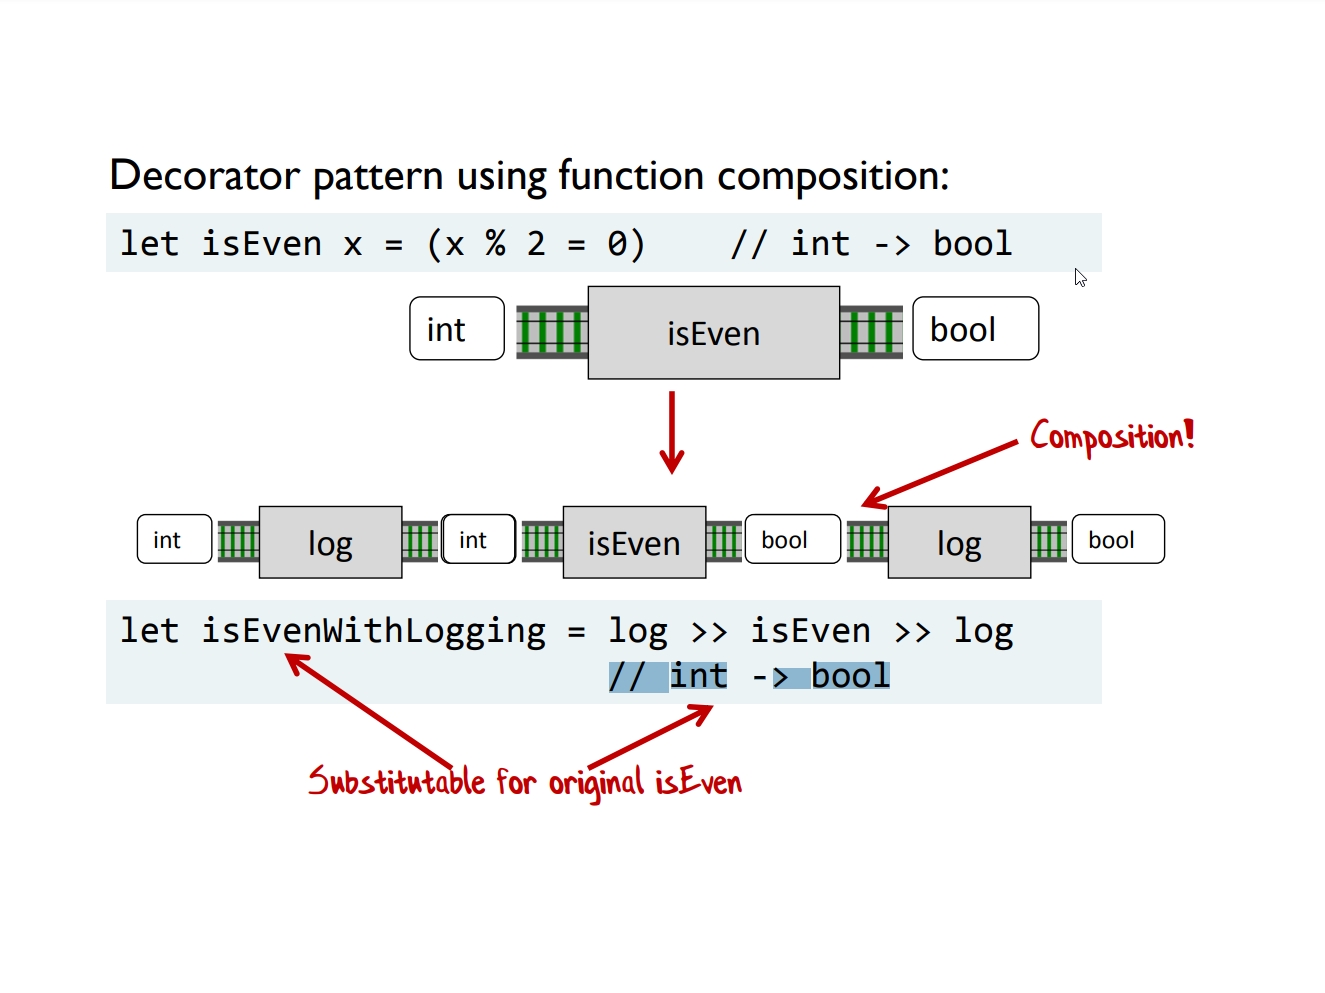 Decorator pattern using function composition:
let isEven x = (x % 2 = 0)    // int -> bool
int
isEven
bool
Composition!
int
log
int
isEven
bool
log
bool
let isEvenWithLogging = log >> isEven >> log
// int -> bool
Substitutable for original isEven